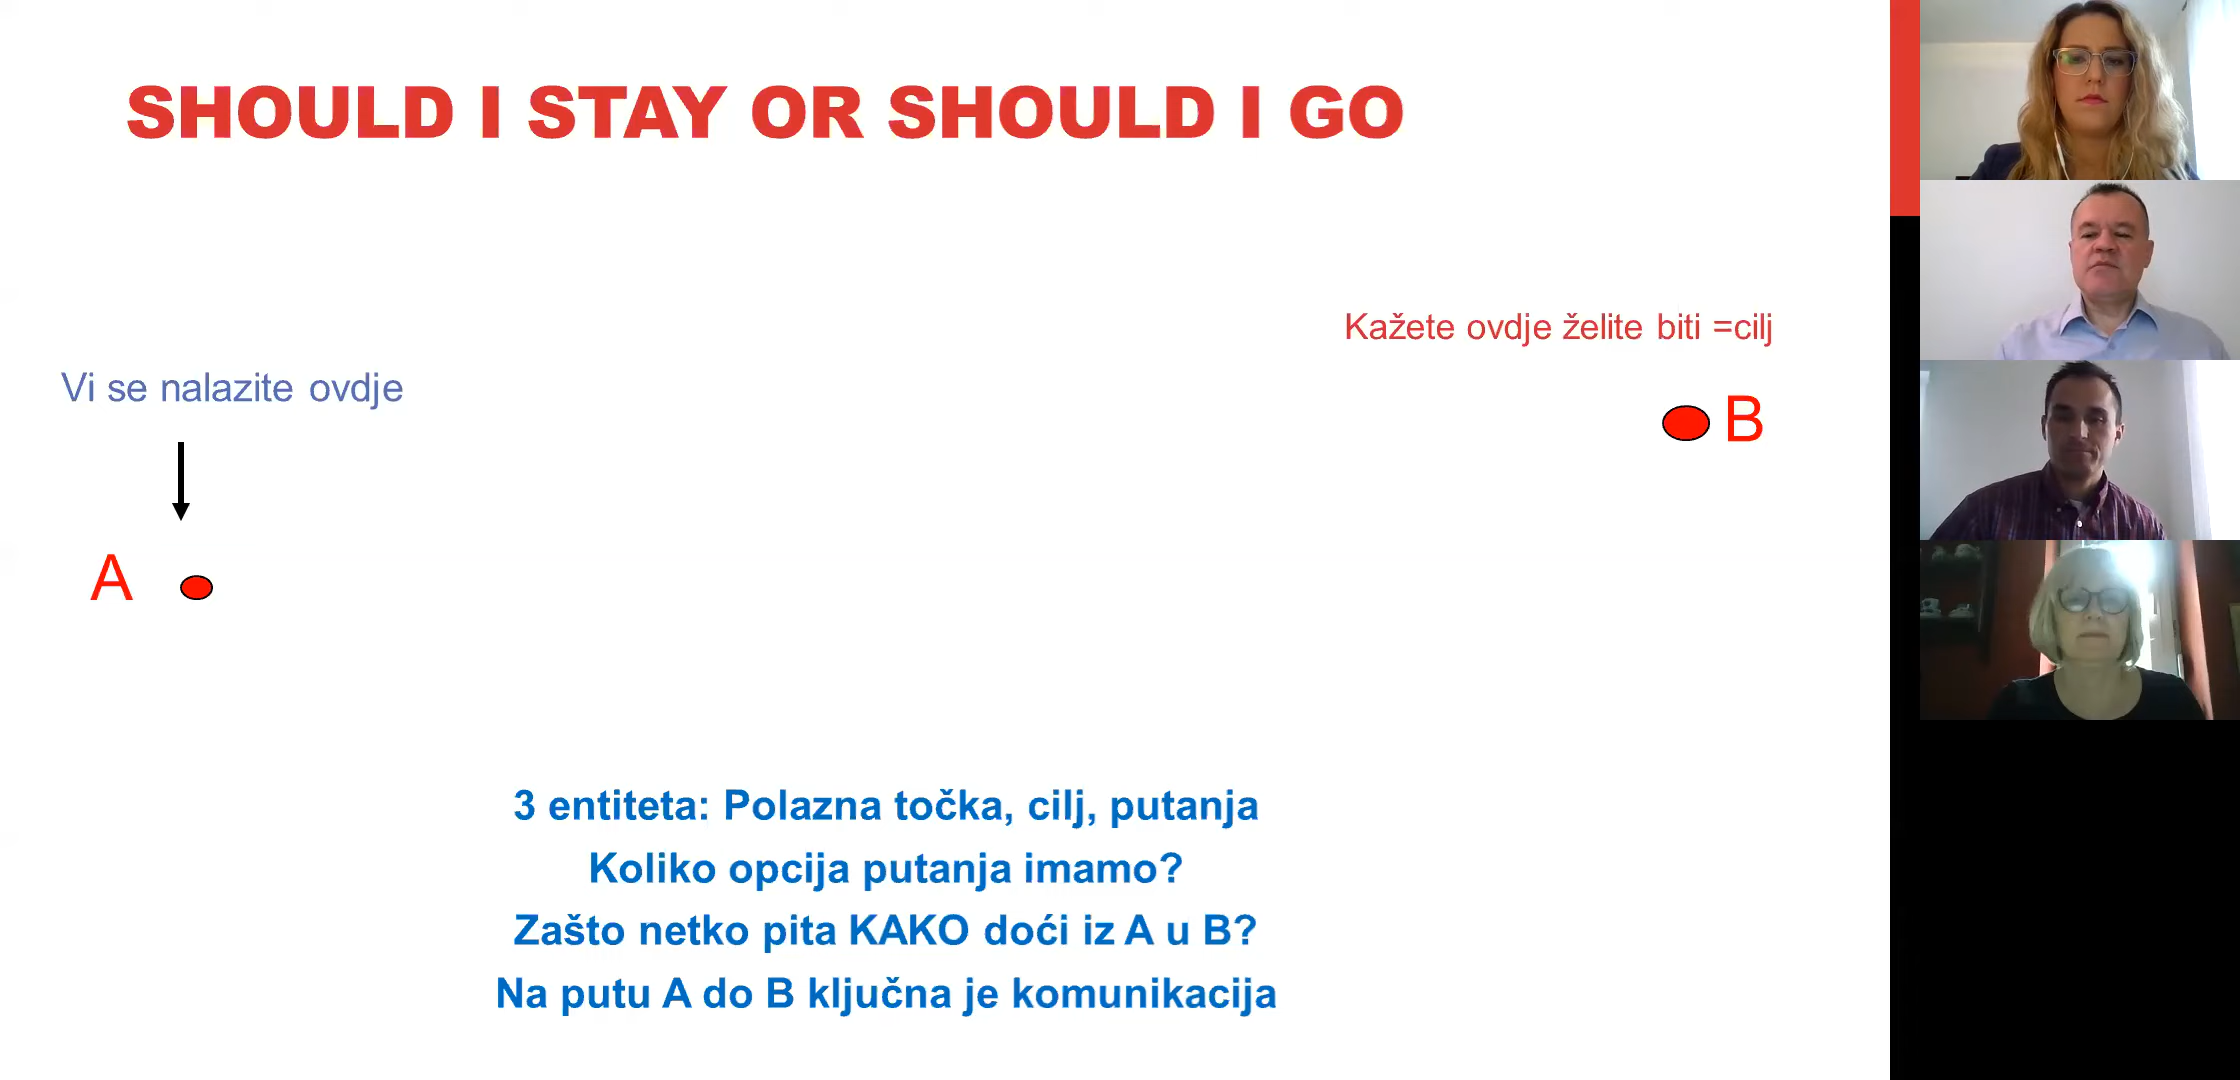 SHOULD I STAY OR SHOULD I GO
Kažete ovdje želite biti =cilj
Vi se nalazite ovdje
B
A
3 entiteta: Polazna točka, cilj, putanja
Koliko opcija putanja imamo?
Zašto netko pita KAKO doći iz A u B?
Na putu A do B ključna je komunikacija